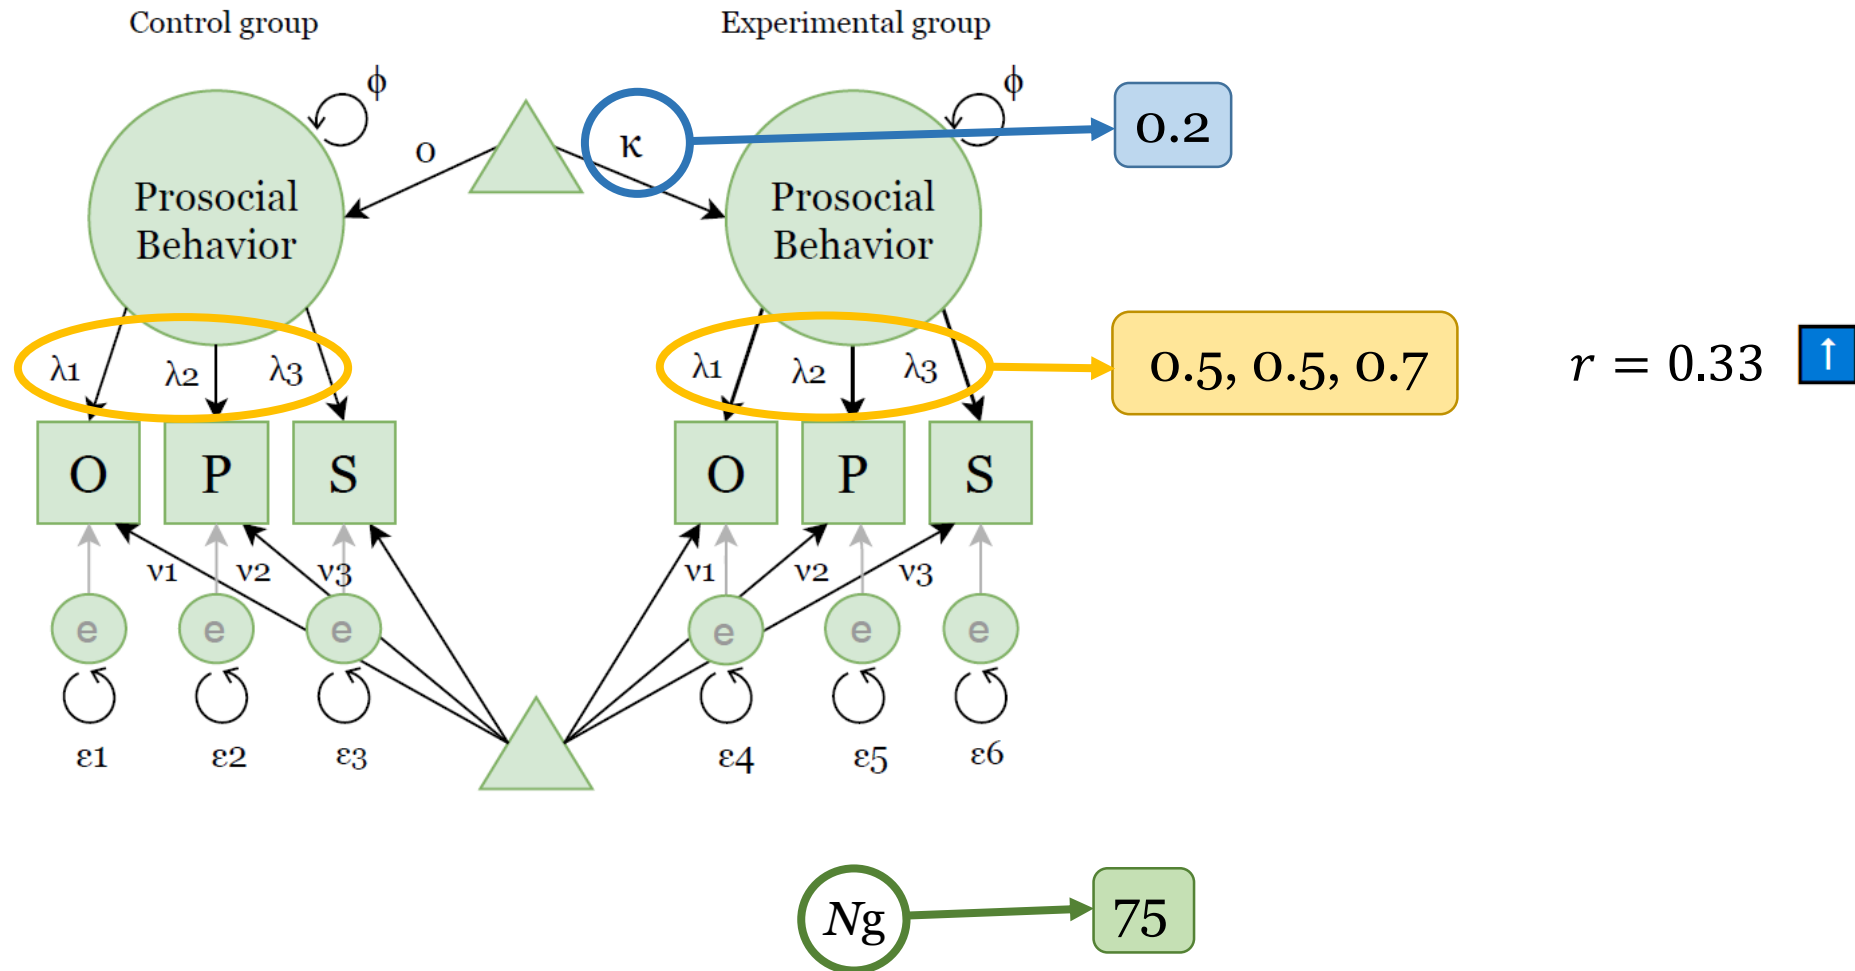 Control group
Experimental group
ϕ
ϕ
0
κ
0.2
Prosocial
Behavior
Prosocial
Behavior
λ1
λ2
λ3
λ1
λ2
λ3
0.5, 0.5, 0.7
r = 0.33
↑
O
P
S
O
P
S
ν1
ν2
ν3
ν1
ν2
ν3
e
e
e
e
e
e
ε1
ε2
ε3
ε4
ε5
ε6
Ng
75